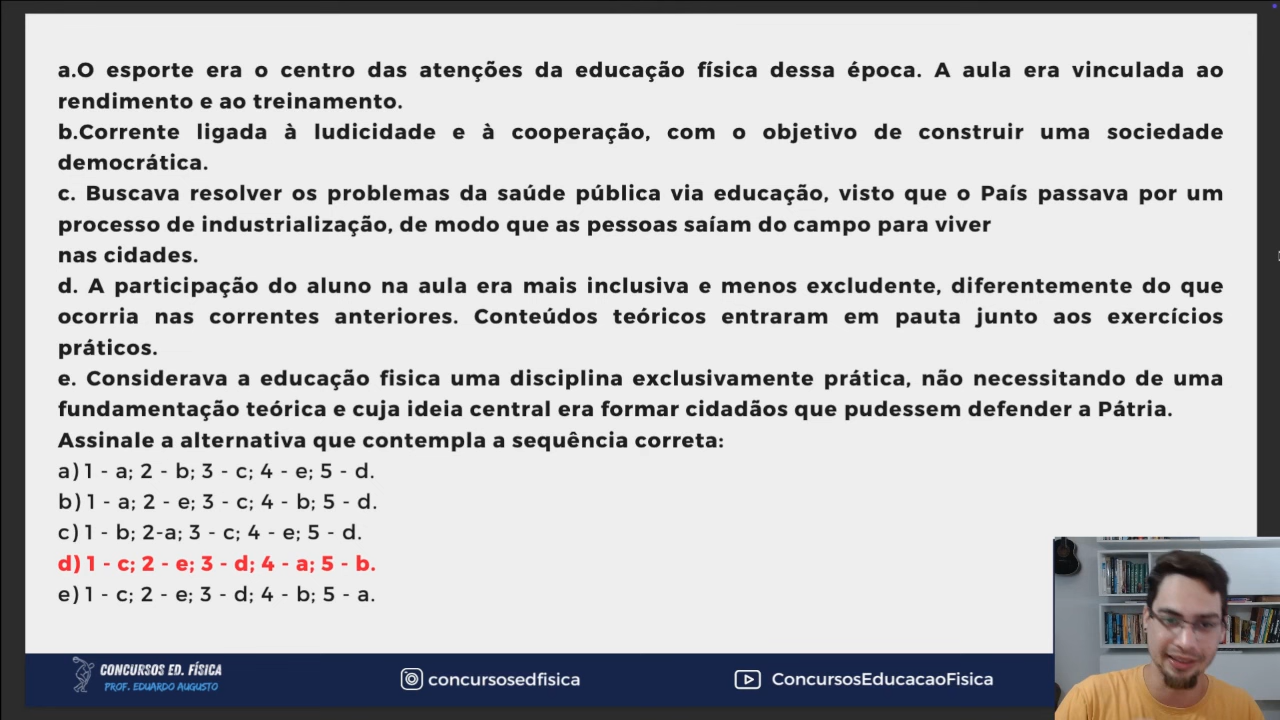 a.O esporte era o centro das atenções da educação física dessa época. A aula era vinculada ao
rendimento e ao treinamento.
b.Corrente ligada à ludicidade e à cooperação, com o objetivo de construir uma sociedade
democrática.
c. Buscava resolver os problemas da saúde pública via educação, visto que o País passava por um
processo de industrialização, de modo que as pessoas saíam do campo para viver
nas cidades.
d. A participação do aluno na aula era mais inclusiva e menos excludente, diferentemente do que
ocorria nas correntes anteriores. Conteúdos teóricos entraram em pauta junto aos exercícios
práticos.
e. Considerava a educação fisica uma disciplina exclusivamente prática, não necessitando de uma
fundamentação teórica e cuja ideia central era formar cidadãos que pudessem defender a Pátria.
Assinale a alternativa que contempla a sequência correta:
a) 1 - a; 2 - b; 3 - c; 4 - e; 5 - d.
b) 1 - a; 2 - e; 3 - c; 4 - b; 5 - d.
c) 1 - b; 2-a; 3 - c; 4 - e; 5 - d.
d) 1 - c; 2 - e; 3 - d; 4 - a; 5 - b.
e) 1 - c; 2 - e; 3 - d; 4 - b; 5 - a.
CONCURSOS ED. FÍSICA
PROF. EDUARDO AUGUSTO
concursosedfisica
ConcursosEducacaoFisica